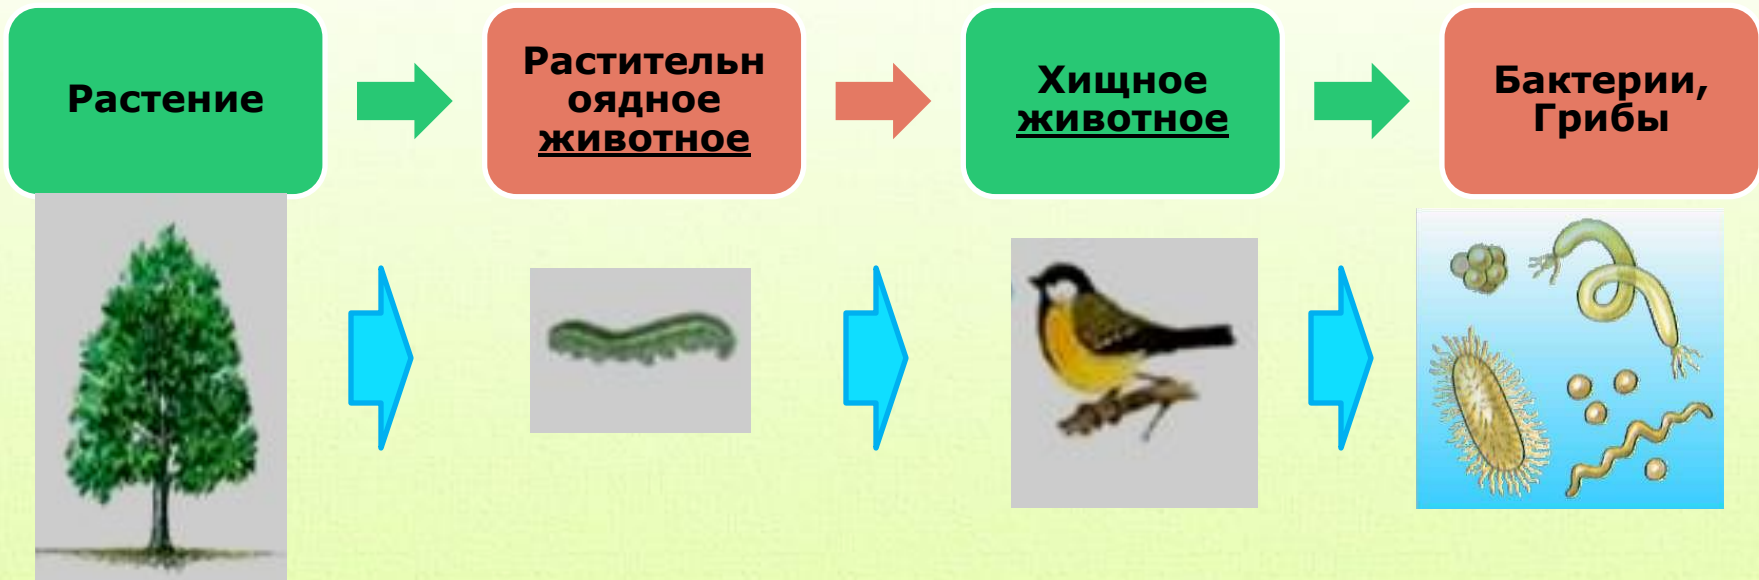 Растение
Растительн
оядное
животное
Хищное
животное
Бактерии,
Грибы